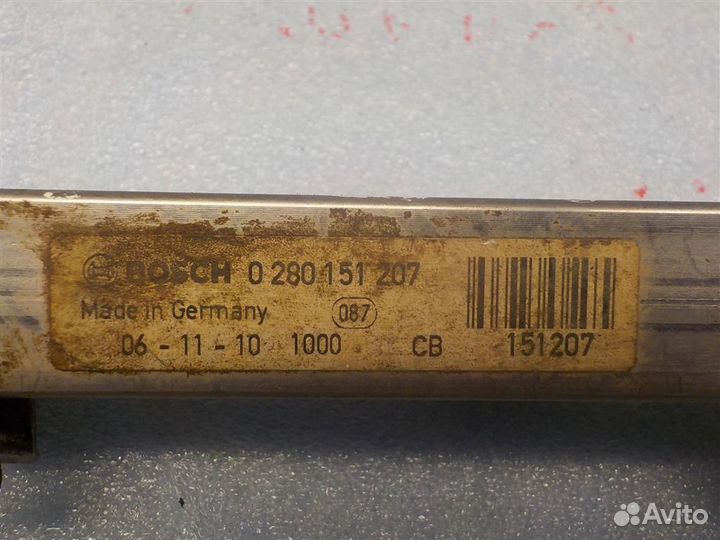 BOSCH 0 280 151 207
Made in Germany 087
06 - 11 - 10 1000 CB 151207
Avito